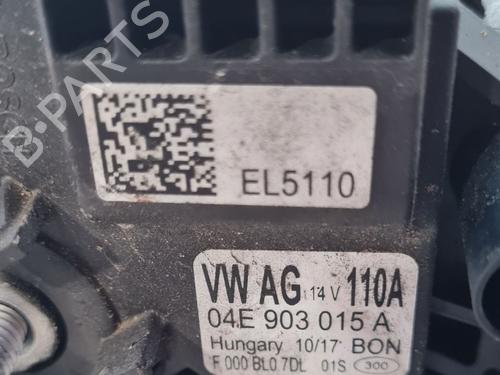 B-PARTS
EL5110
VW AG 14 V 110A
04E 903 015 A
Hungary 10/17 BON
F 000 BL0 7DL 01S 300